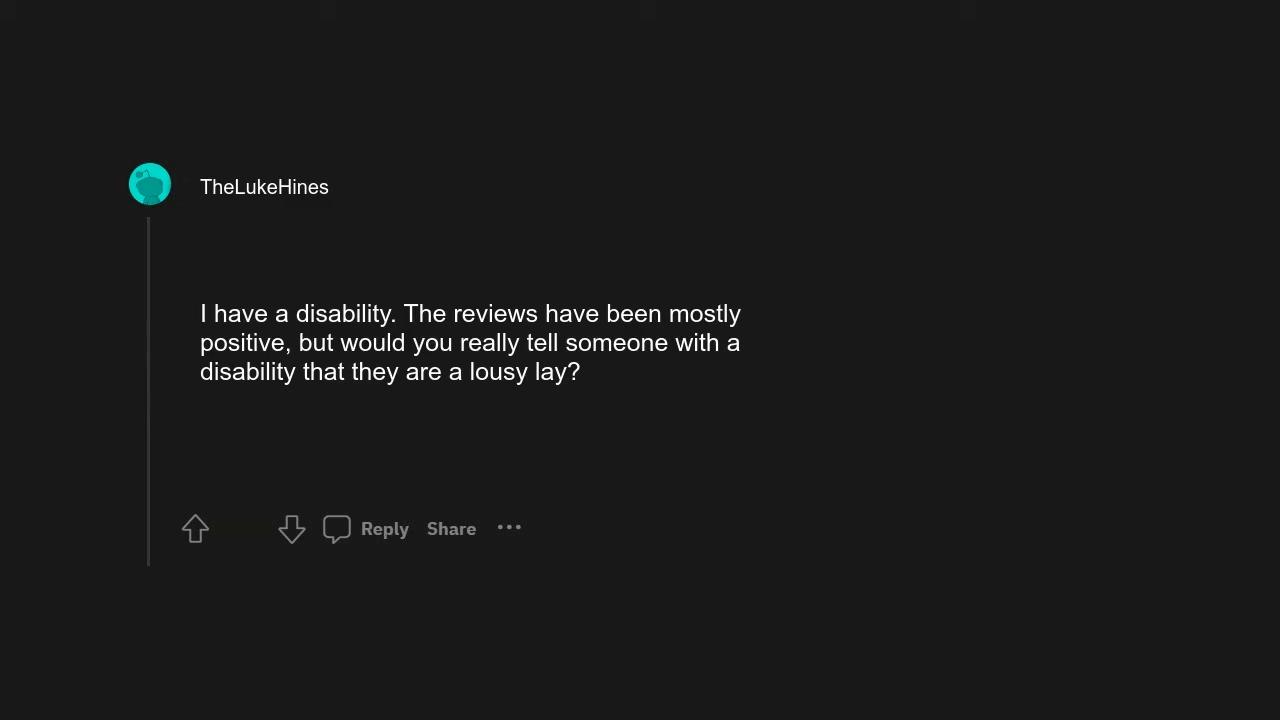 TheLukeHines
I have a disability. The reviews have been mostly
positive, but would you really tell someone with a
disability that they are a lousy lay?
Reply Share